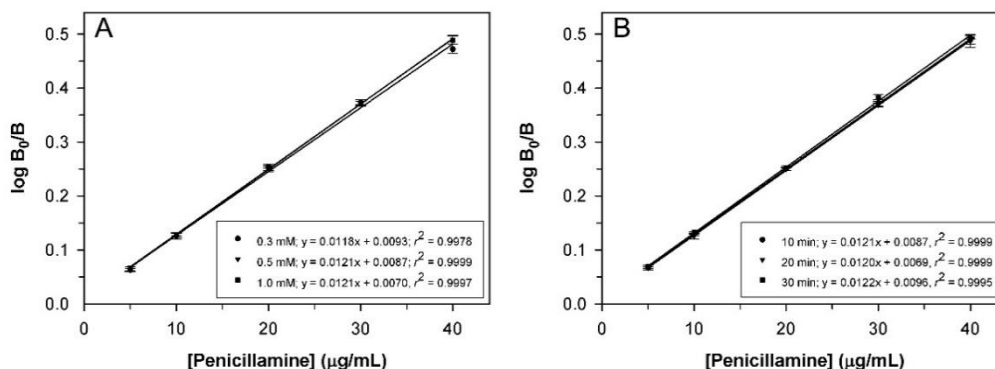 A
log B0/B
0.5
0.4
0.3
0.2
0.1
0.0
0.3 mM; y = 0.0118x + 0.0093; r2 = 0.9978
0.5 mM; y = 0.0121x + 0.0087; r2 = 0.9999
1.0 mM; y = 0.0121x + 0.0070, r2 = 0.9997
0 10 20 30 40
[Penicillamine] (μg/mL)
B
log B0/B
0.5
0.4
0.3
0.2
0.1
0.0
10 min; y = 0.0121x + 0.0087, r2 = 0.9999
20 min; y = 0.0120x + 0.0069, r2 = 0.9999
30 min; y = 0.0122x + 0.0096, r2 = 0.9995
0 10 20 30 40
[Penicillamine] (μg/mL)